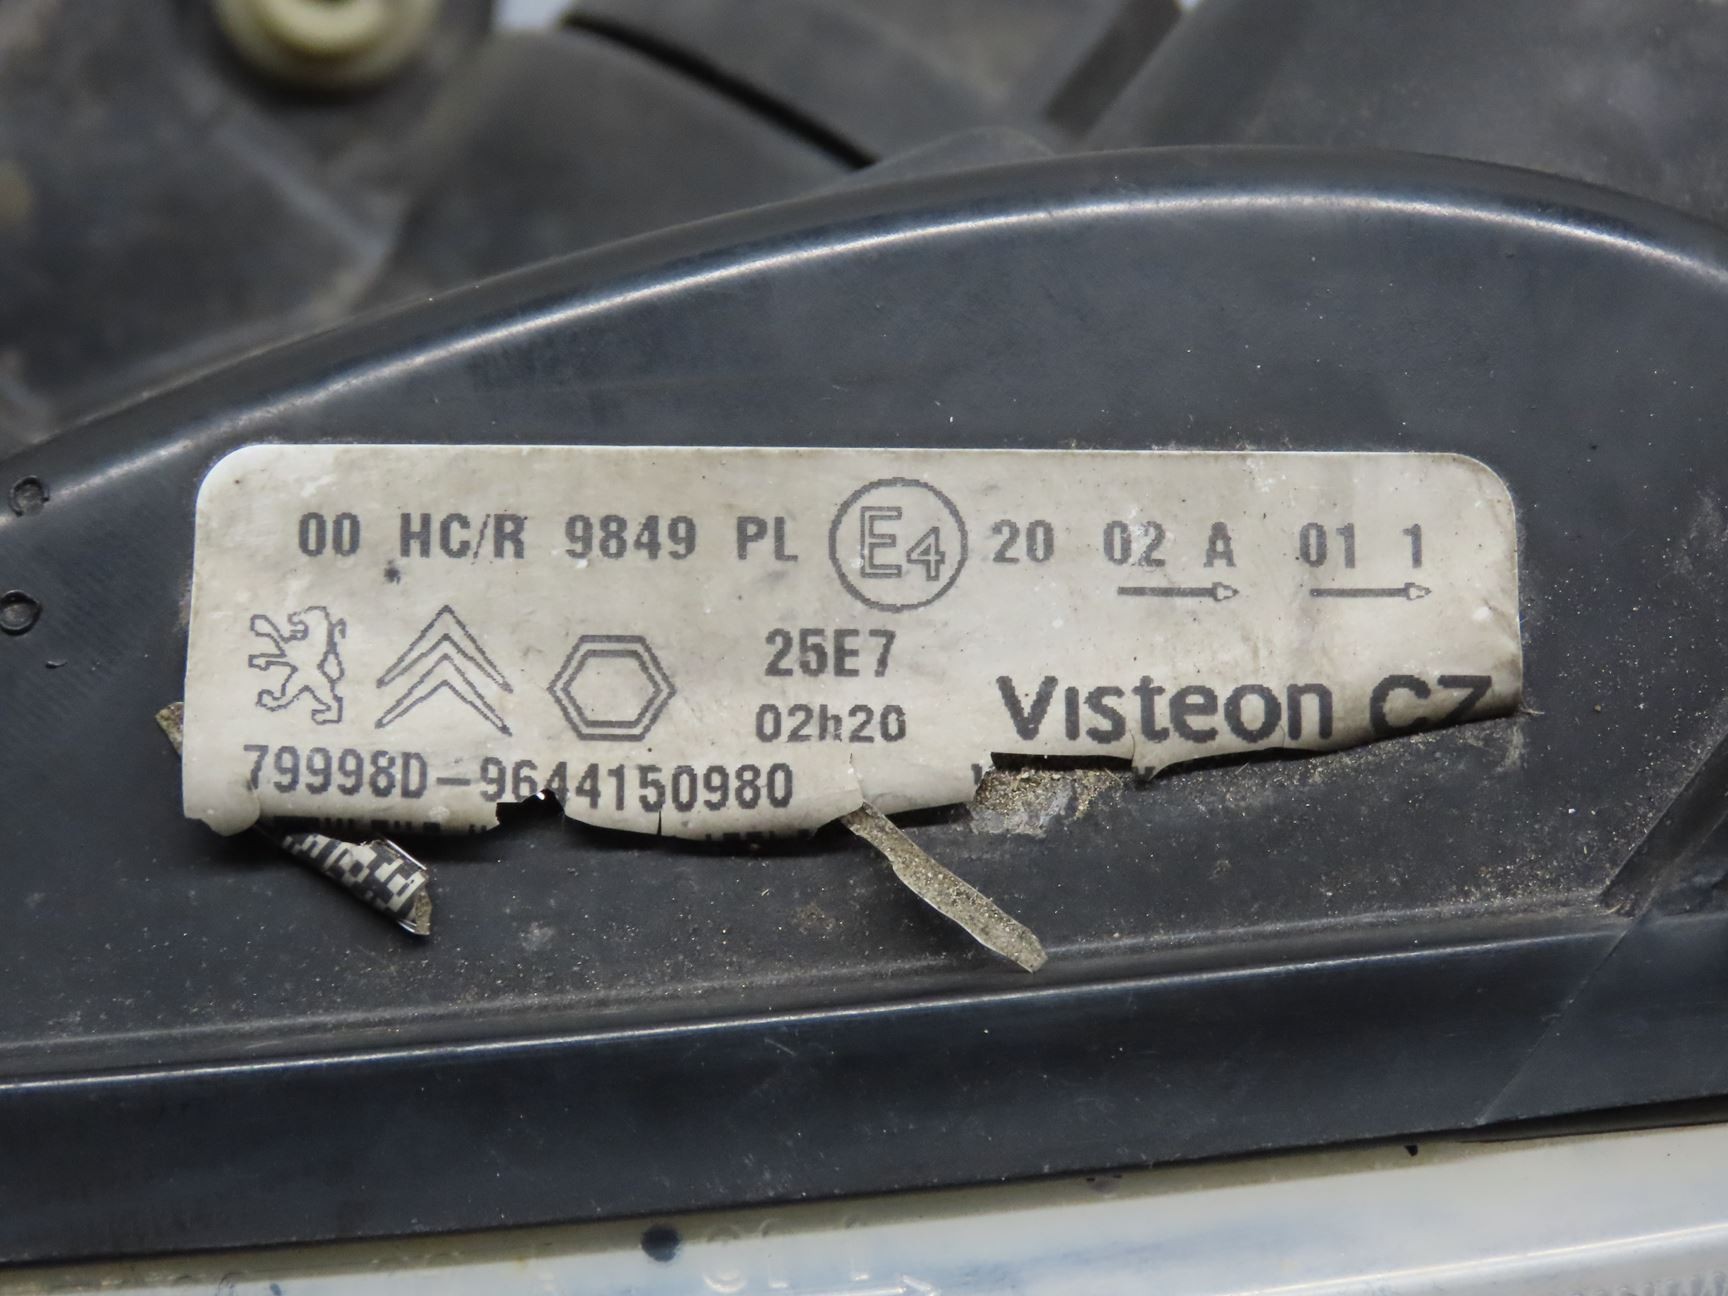 00 HC/R 9849 PL E4 20 02 A 01 1
25E7
02h20
Visteon CZ
79998D-9644150980